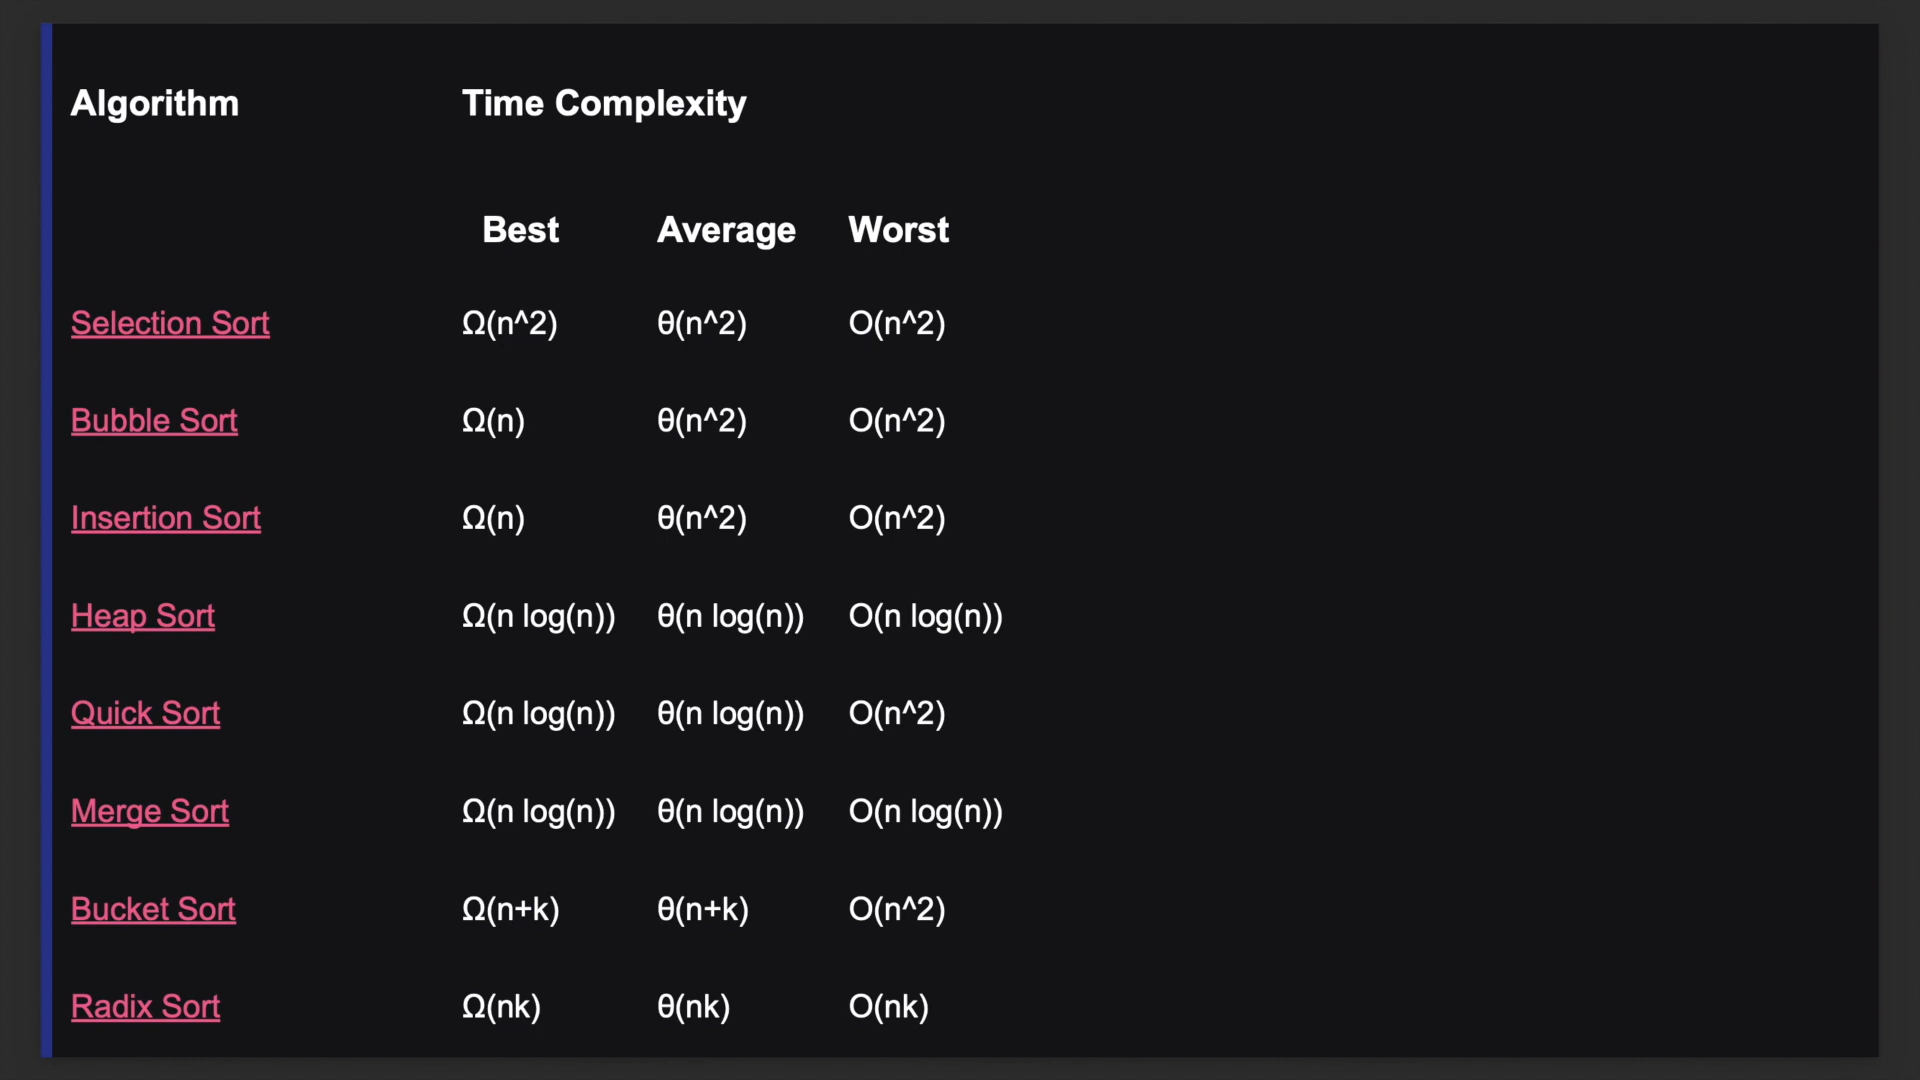 Algorithm Time Complexity
Best Average Worst
Selection Sort Ω(n^2) θ(n^2) O(n^2)
Bubble Sort Ω(n) θ(n^2) O(n^2)
Insertion Sort Ω(n) θ(n^2) O(n^2)
Heap Sort Ω(n log(n)) θ(n log(n)) O(n log(n))
Quick Sort Ω(n log(n)) θ(n log(n)) O(n^2)
Merge Sort Ω(n log(n)) θ(n log(n)) O(n log(n))
Bucket Sort Ω(n+k) θ(n+k) O(n^2)
Radix Sort Ω(nk) θ(nk) O(nk)